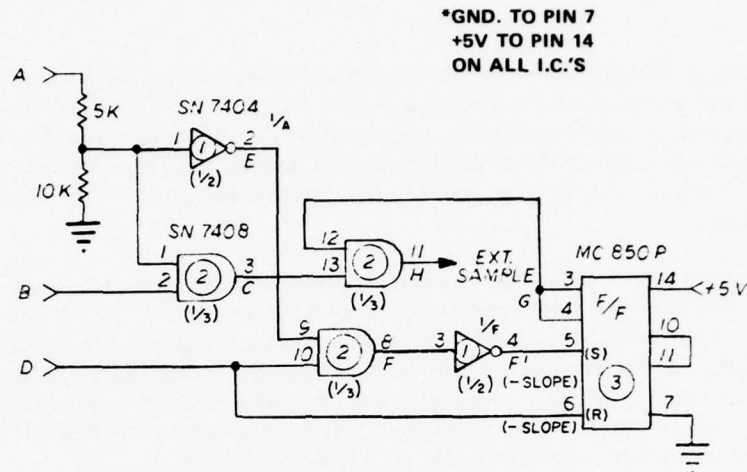 *GND. TO PIN 7
+5V TO PIN 14
ON ALL I.C.'S
A
5K
10K
SN 7404
1
1
2
1/A
E
(1/2)
SN 7408
1
2
2
3
C
(1/3)
B
12
13
2
11
H
(1/3)
EXT.
SAMPLE
G
MC 850P
3
4
F/F
14
+5V
10
11
5
(S)
3
6
(R)
7
9
10
2
8
F
(1/3)
3
1
4
1/F
F'
(1/2)
(-SLOPE)
(-SLOPE)
D